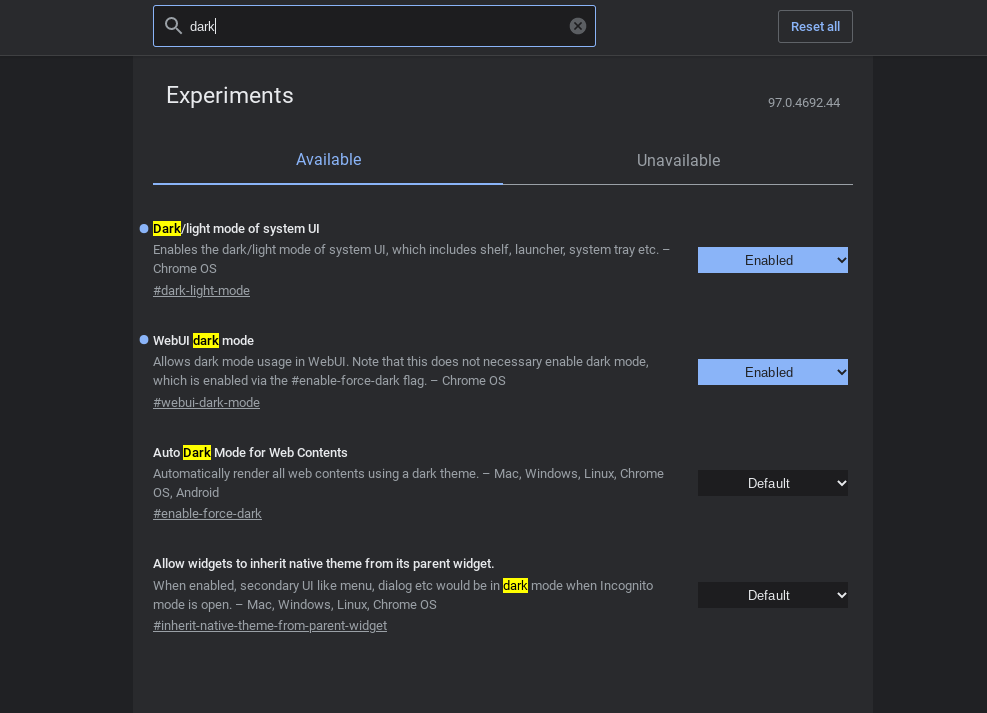 dark
Reset all
Experiments
97.0.4692.44
Available
Unavailable
Dark/light mode of system UI
Enables the dark/light mode of system UI, which includes shelf, launcher, system tray etc. –
Chrome OS
#dark-light-mode
Enabled
WebUI dark mode
Allows dark mode usage in WebUI. Note that this does not necessary enable dark mode,
which is enabled via the #enable-force-dark flag. – Chrome OS
#webui-dark-mode
Enabled
Auto Dark Mode for Web Contents
Automatically render all web contents using a dark theme. – Mac, Windows, Linux, Chrome
OS, Android
#enable-force-dark
Default
Allow widgets to inherit native theme from its parent widget.
When enabled, secondary UI like menu, dialog etc would be in dark mode when Incognito
mode is open. – Mac, Windows, Linux, Chrome OS
#inherit-native-theme-from-parent-widget
Default